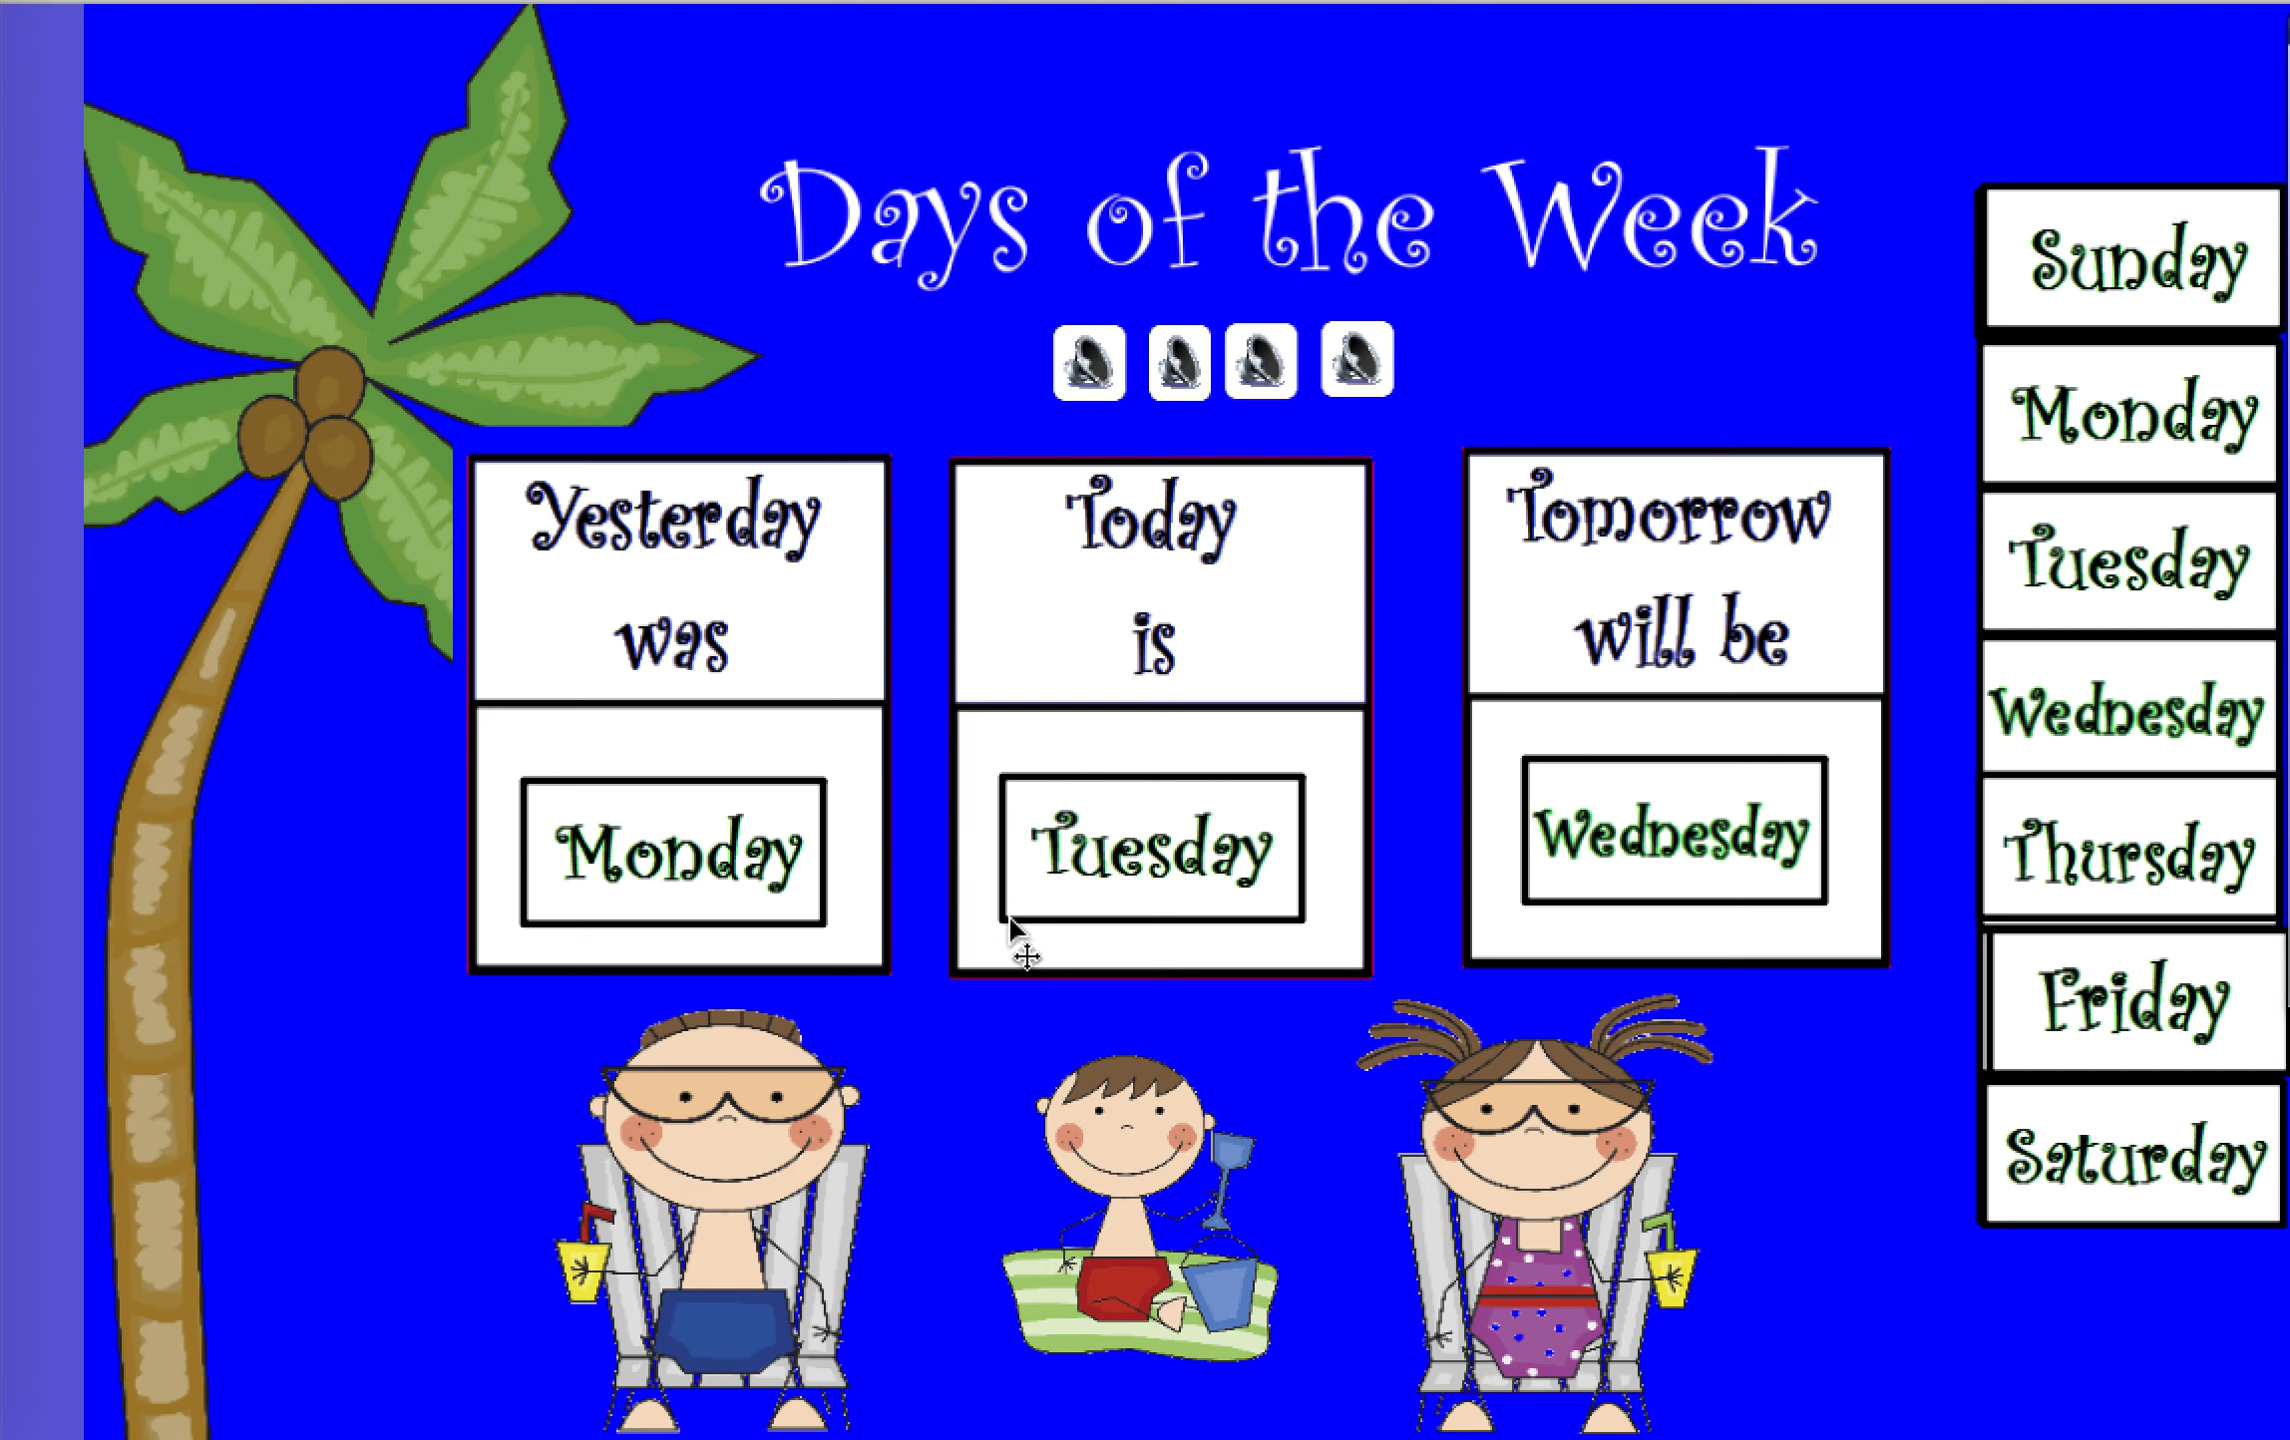 Days of the Week
Yesterday
was
Monday
Today
is
Tuesday
Tomorrow
will be
Wednesday
Sunday
Monday
Tuesday
Wednesday
Thursday
Friday
Saturday